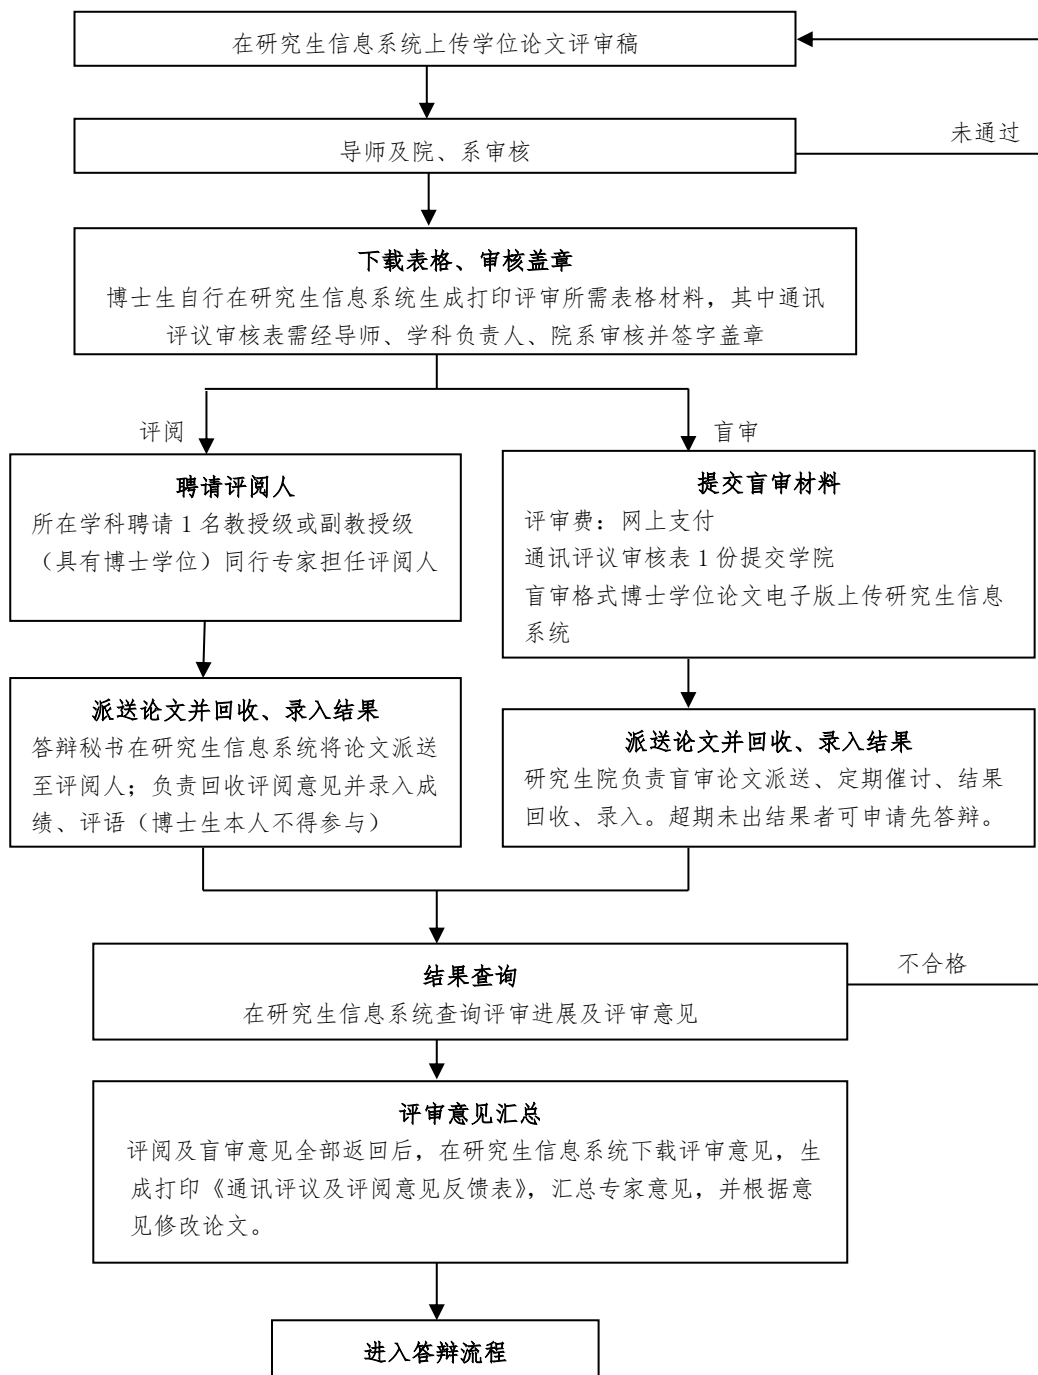 在研究生信息系统上传学位论文评审稿
导师及院、系审核
未通过
下载表格、审核盖章
博士生自行在研究生信息系统生成打印评审所需表格材料，其中通讯
评议审核表需经导师、学科负责人、院系审核并签字盖章
评阅
盲审
聘请评阅人
所在学科聘请 1 名教授级或副教授级
（具有博士学位）同行专家担任评阅人
提交盲审材料
评审费：网上支付
通讯评议审核表 1 份提交学院
盲审格式博士学位论文电子版上传研究生信息
系统
派送论文并回收、录入结果
答辩秘书在研究生信息系统将论文派送
至评阅人；负责回收评阅意见并录入成
绩、评语（博士生本人不得参与）
派送论文并回收、录入结果
研究生院负责盲审论文派送、定期催讨、结果
回收、录入。超期未出结果者可申请先答辩。
结果查询
在研究生信息系统查询评审进展及评审意见
不合格
评审意见汇总
评阅及盲审意见全部返回后，在研究生信息系统下载评审意见，生
成打印《通讯评议及评阅意见反馈表》，汇总专家意见，并根据意
见修改论文。
进入答辩流程